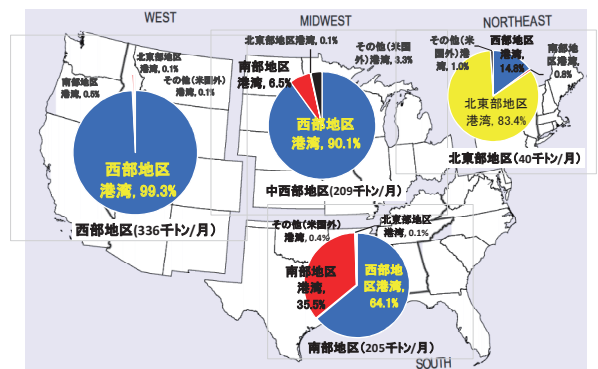 WEST
MIDWEST
NORTHEAST
南部地区
港湾, 0.5%
北東部地区
港湾, 0.1%
その他(米国外)
港湾, 0.1%
西部地区
港湾, 99.3%
西部地区(336千トン/月)
北東部地区港湾, 0.1%
その他(米国
外)港湾, 3.3%
南部地区
港湾, 6.5%
西部地区
港湾, 90.1%
中西部地区(209千トン/月)
その他(米
国外)港
湾, 1.0%
西部地区
港湾,
14.8%
南部地区
港湾, 0.8%
北東部地区
港湾, 83.4%
北東部地区(40千トン/月)
その他(米国外)
港湾, 0.4%
北東部地区
港湾, 0.1%
南部地区
港湾,
35.5%
西部地
区港湾,
64.1%
南部地区(205千トン/月)
SOUTH